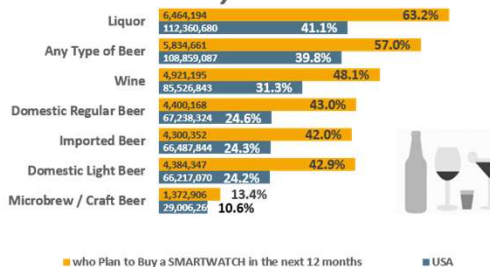 Liquor
6,464,194 63.2%
112,360,680 41.1%
Any Type of Beer
5,834,661 57.0%
108,859,087 39.8%
Wine
4,921,195 48.1%
85,526,843 31.3%
Domestic Regular Beer
4,400,168 43.0%
67,238,324 24.6%
Imported Beer
4,300,352 42.0%
66,487,844 24.3%
Domestic Light Beer
4,384,347 42.9%
66,217,070 24.2%
Microbrew / Craft Beer
1,372,906 13.4%
29,006,26 10.6%
who Plan to Buy a SMARTWATCH in the next 12 months USA